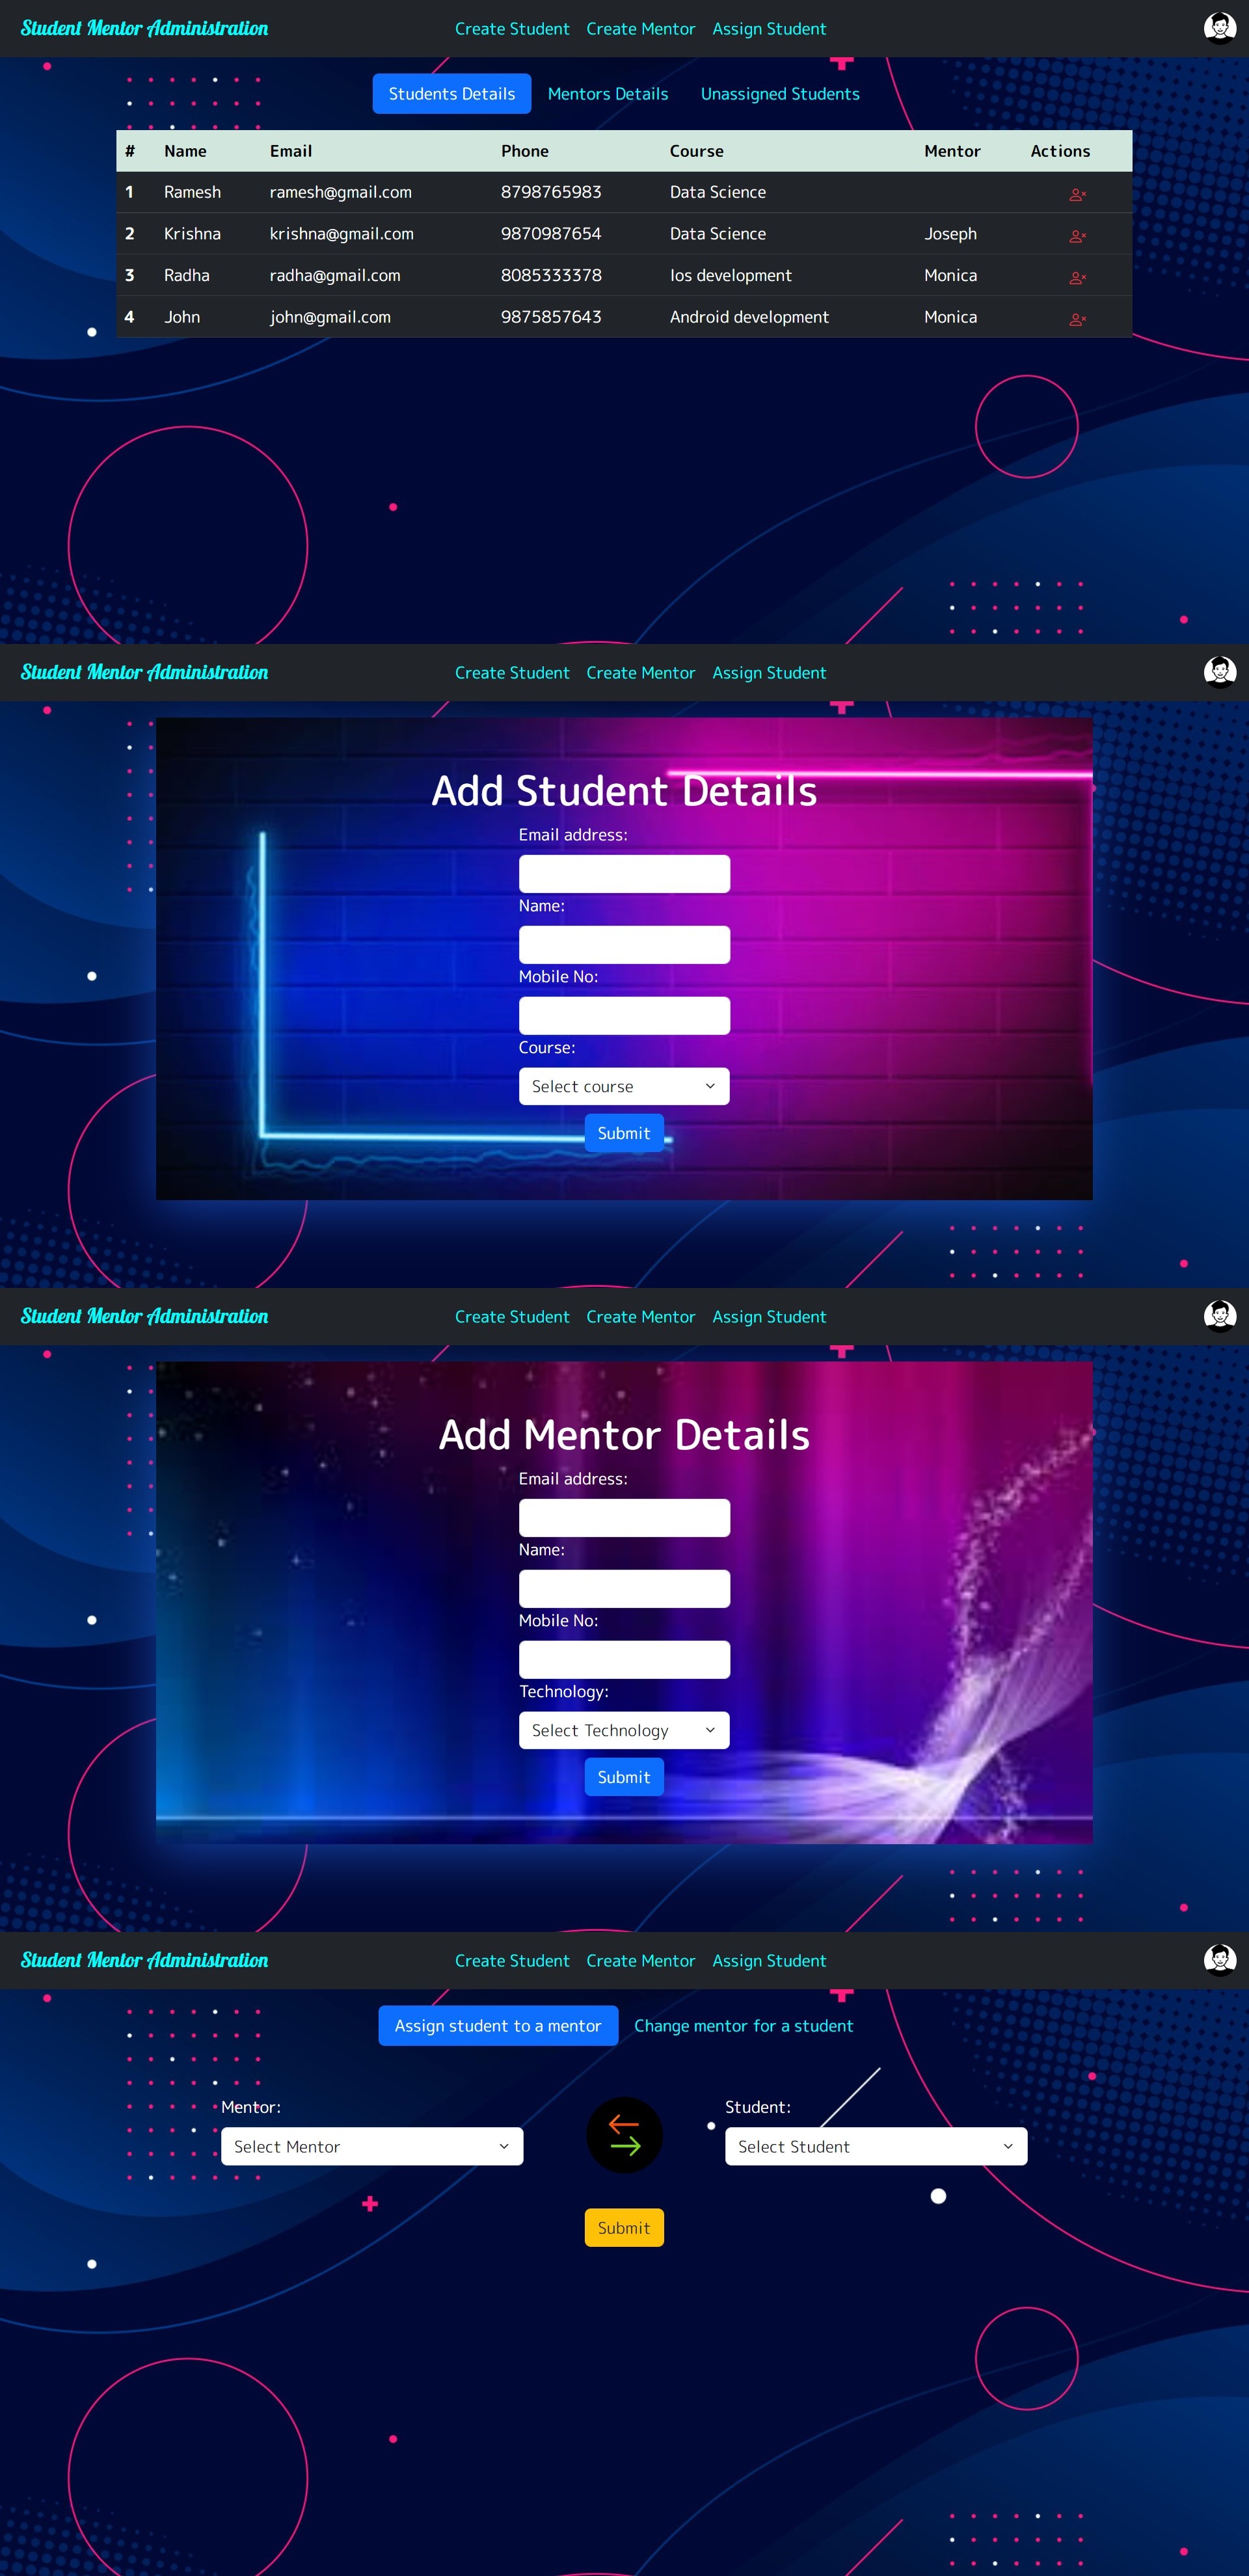 Student Mentor Administration Create Student Create Mentor Assign Student
Students Details Mentors Details Unassigned Students
# Name Email Phone Course Mentor Actions
1 Ramesh ramesh@gmail.com 8798765983 Data Science
2 Krishna krishna@gmail.com 9870987654 Data Science Joseph
3 Radha radha@gmail.com 8085333378 Ios development Monica
4 John john@gmail.com 9875857643 Android development Monica
Student Mentor Administration Create Student Create Mentor Assign Student
Add Student Details
Email address:
Name:
Mobile No:
Course:
Select course
Submit
Student Mentor Administration Create Student Create Mentor Assign Student
Add Mentor Details
Email address:
Name:
Mobile No:
Technology:
Select Technology
Submit
Student Mentor Administration Create Student Create Mentor Assign Student
Assign student to a mentor Change mentor for a student
Mentor: Student:
Select Mentor Select Student
Submit